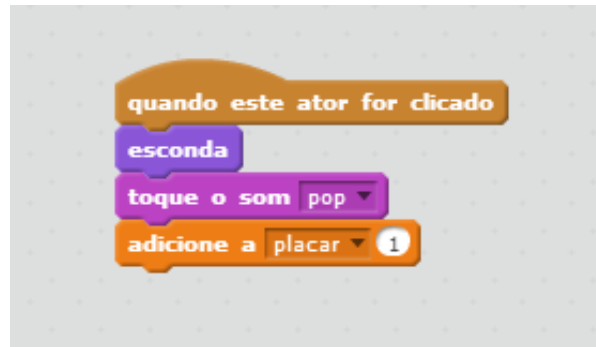 quando este ator for clicado
esconda
toque o som pop
adicione a placar 1